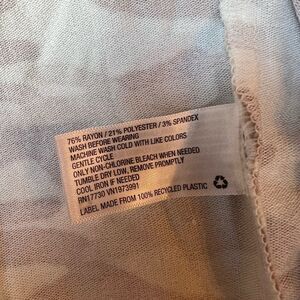 76% RAYON / 21% POLYESTER / 3% SPANDEX
WASH BEFORE WEARING
MACHINE WASH COLD WITH LIKE COLORS
GENTLE CYCLE
ONLY NON-CHLORINE BLEACH WHEN NEEDED
TUMBLE DRY LOW, REMOVE PROMPTLY
COOL IRON IF NEEDED
RN17730 VN1973991
LABEL MADE FROM 100% RECYCLED PLASTIC